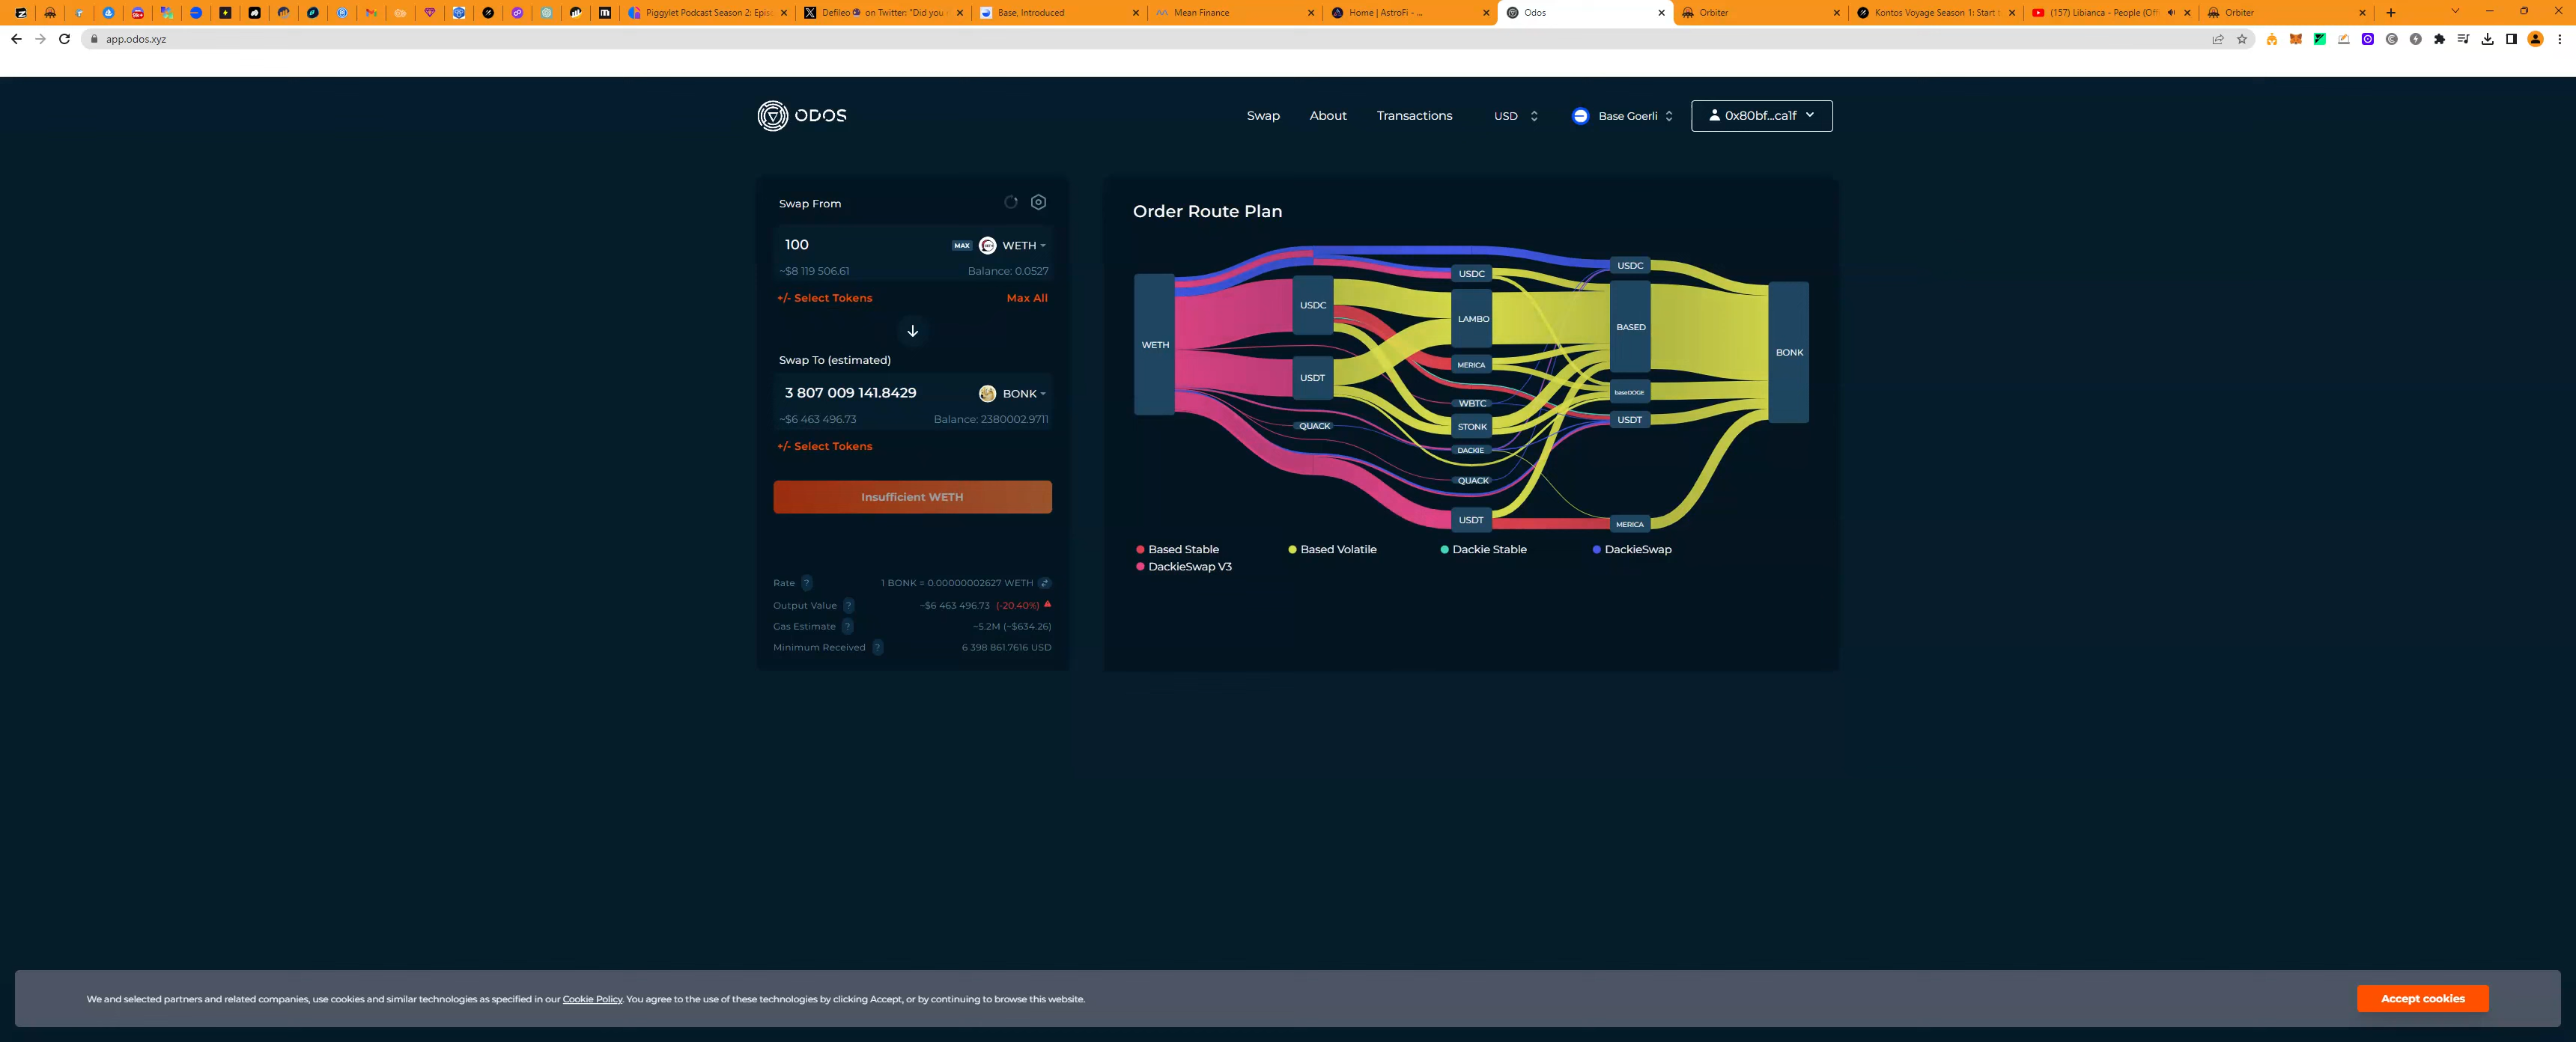 Piggylet Podcast Season 2: Epis
Defileo on Twitter: "Did you
Base, Introduced
Mean Finance
Home | AstroFi - ...
Odos
Orbiter
Kontos Voyage Season 1: Start
(157) Libianca - People (Offi
Orbiter
app.odos.xyz
ODOS
Swap
About
Transactions
USD
Base Goerli
0x80bf...ca1f
Swap From
100
MAX
WETH
~$8 119 506.61
Balance: 0.0527
+/- Select Tokens
Max All
Swap To (estimated)
3 807 009 141.8429
BONK
~$6 463 496.73
Balance: 2380002.9711
+/- Select Tokens
Insufficient WETH
Rate ?
1 BONK = 0.00000002627 WETH
Output Value ?
~$6 463 496.73 (-20.40%)
Gas Estimate ?
~5.2M (~$634.26)
Minimum Received ?
6 398 861.7616 USD
Order Route Plan
WETH
USDC
USDT
QUACK
USDC
LAMBO
MERICA
WBTC
STONK
DACKIE
QUACK
USDT
USDC
BASED
baseDOGE
USDT
MERICA
BONK
Based Stable
Based Volatile
Dackie Stable
DackieSwap
DackieSwap V3
We and selected partners and related companies, use cookies and similar technologies as specified in our Cookie Policy. You agree to the use of these technologies by clicking Accept, or by continuing to browse this website.
Accept cookies